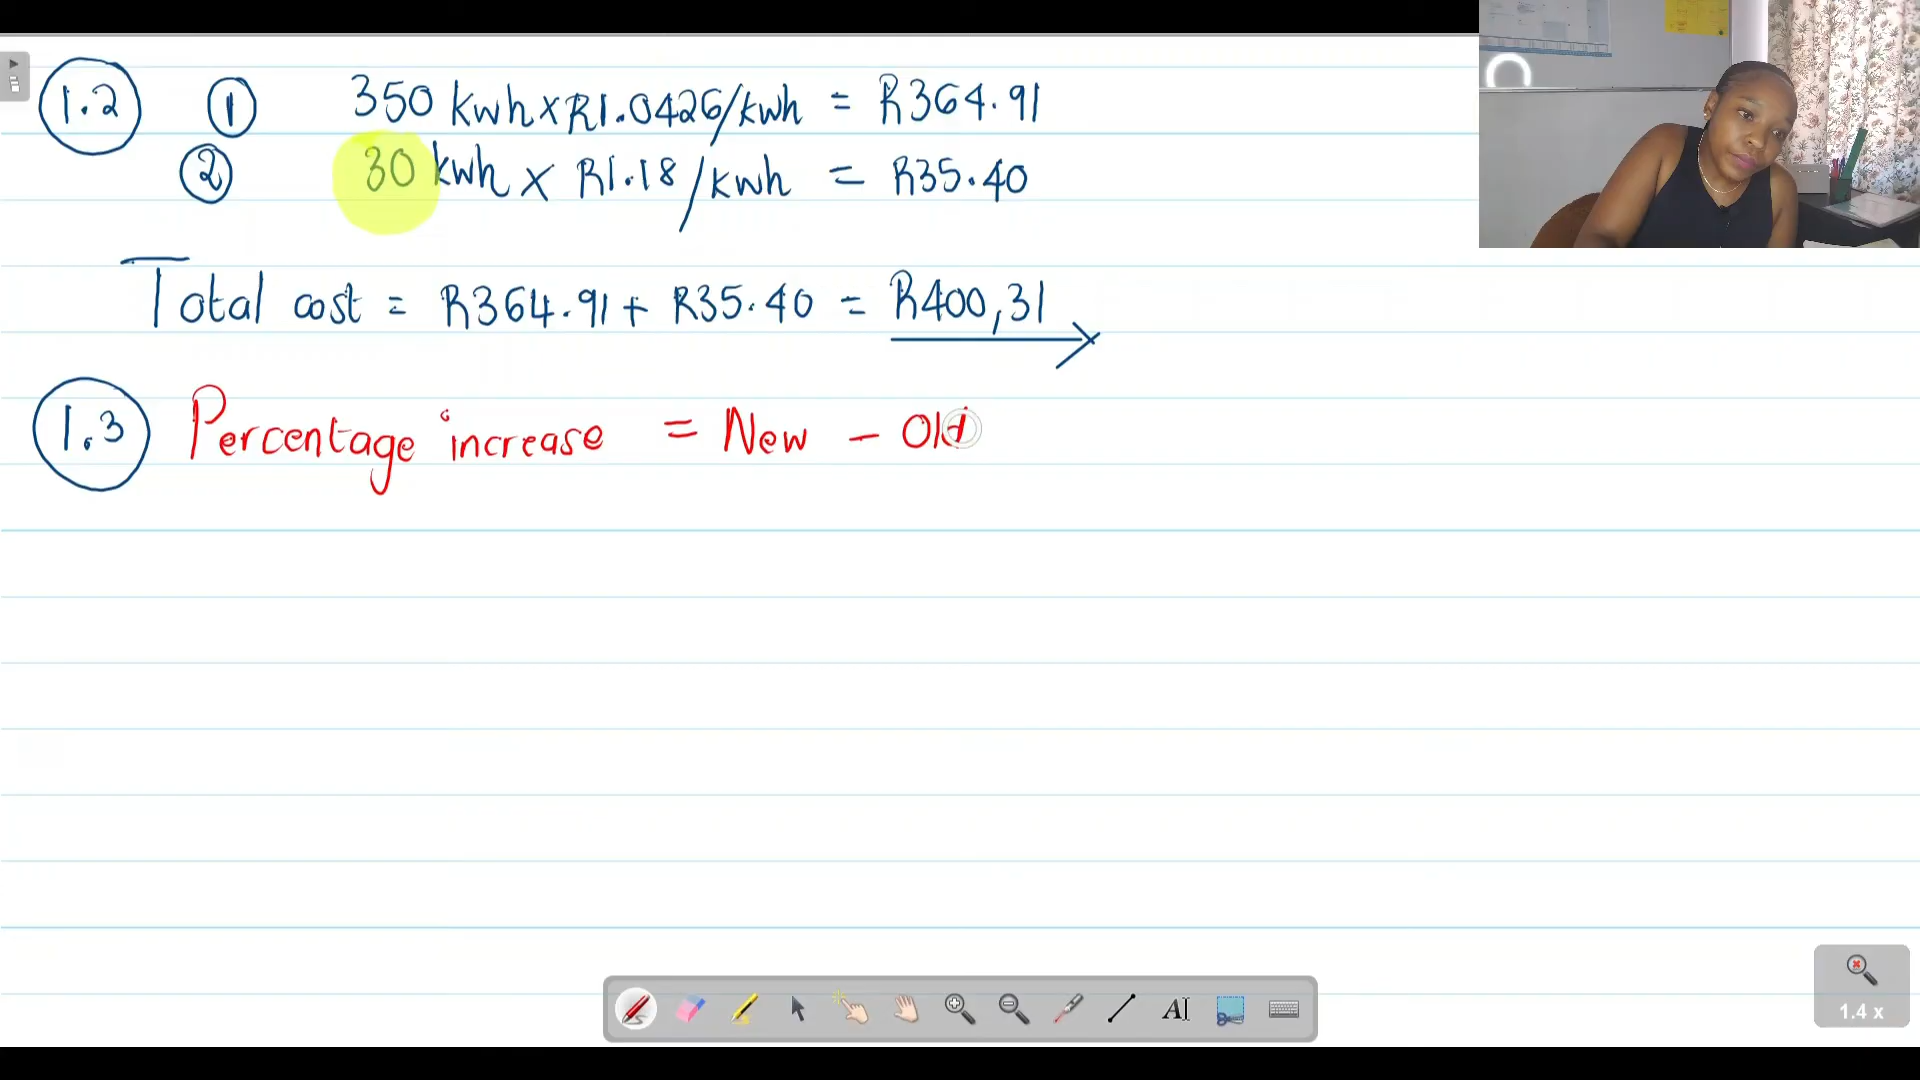 1.2 ① 350 kwh x R1.0426/kwh = R364.91
② 30 kwh x R1.18/kwh = R35.40
Total cost = R364.91 + R35.40 = R400,31
1.3 Percentage increase = New - Old
AI
1.4 x